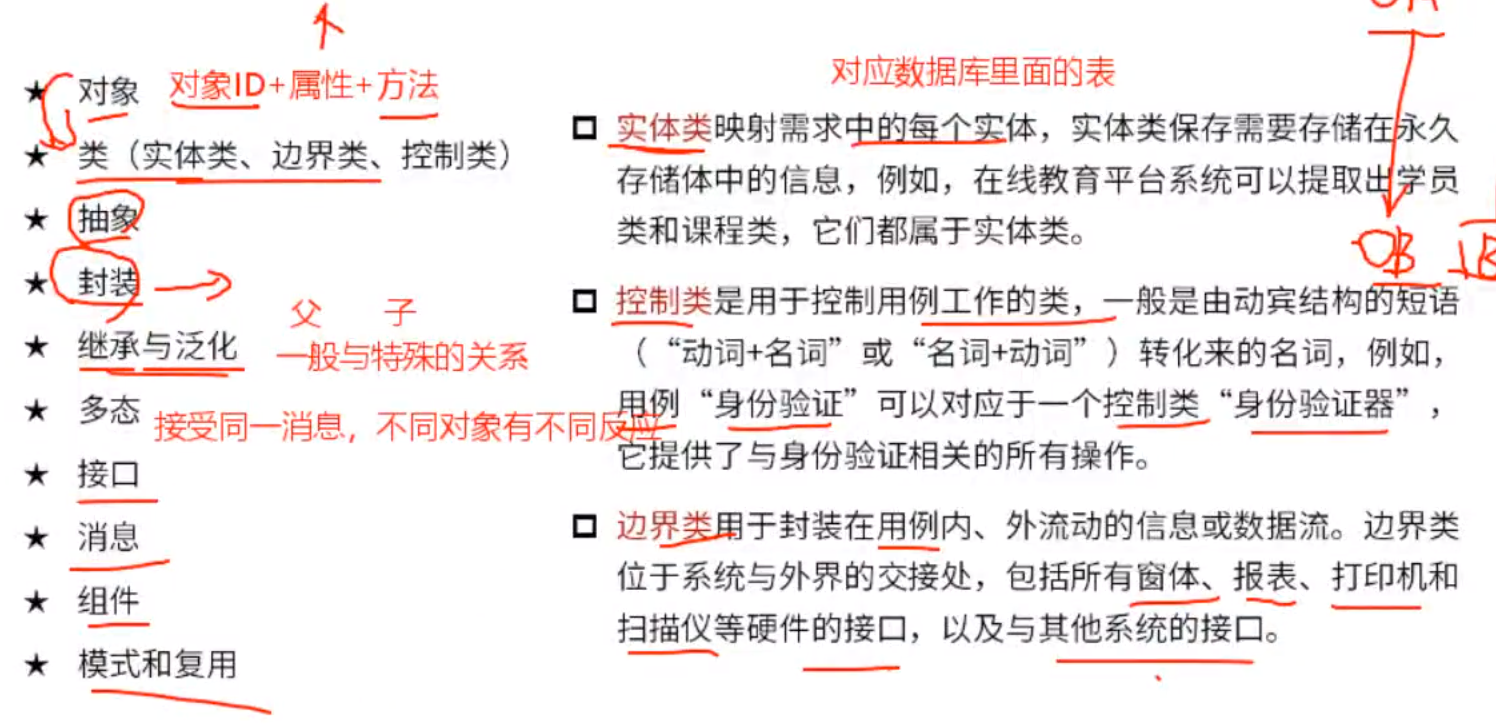 ★ 对象 对象ID+属性+方法
★ 类（实体类、边界类、控制类）
★ 抽象
★ 封装
父 子
★ 继承与泛化 一般与特殊的关系
★ 多态 接受同一消息，不同对象有不同反应
★ 接口
★ 消息
★ 组件
★ 模式和复用
对应数据库里面的表
实体类映射需求中的每个实体，实体类保存需要存储在永久
存储体中的信息，例如，在线教育平台系统可以提取出学员
类和课程类，它们都属于实体类。
控制类是用于控制用例工作的类，一般是由动宾结构的短语
（“动词+名词”或“名词+动词”）转化来的名词，例如，
用例“身份验证”可以对应于一个控制类“身份验证器”，
它提供了与身份验证相关的所有操作。
边界类用于封装在用例内、外流动的信息或数据流。边界类
位于系统与外界的交接处，包括所有窗体、报表、打印机和
扫描仪等硬件的接口，以及与其他系统的接口。